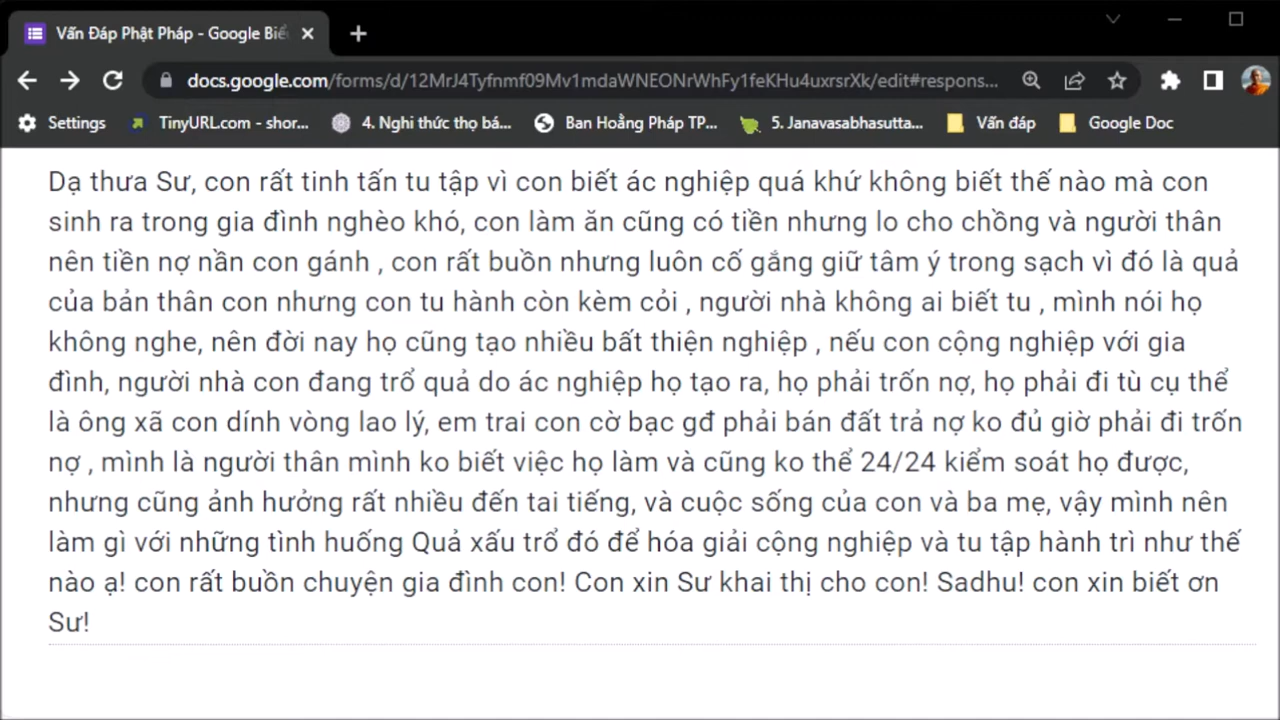 Vấn Đáp Phật Pháp - Google Biể
docs.google.com/forms/d/12MrJ4Tyfnmf09Mv1mdaWNEONrWhFy1feKHu4uxrsrXk/edit#respons...
Settings TinyURL.com - shor... 4. Nghi thức thọ bá... Ban Hoằng Pháp TP... 5. Janavasabhasutta... Vấn đáp Google Doc
Dạ thưa Sư, con rất tinh tấn tu tập vì con biết ác nghiệp quá khứ không biết thế nào mà con
sinh ra trong gia đình nghèo khó, con làm ăn cũng có tiền nhưng lo cho chồng và người thân
nên tiền nợ nần con gánh , con rất buồn nhưng luôn cố gắng giữ tâm ý trong sạch vì đó là quả
của bản thân con nhưng con tu hành còn kèm cỏi , người nhà không ai biết tu , mình nói họ
không nghe, nên đời nay họ cũng tạo nhiều bất thiện nghiệp , nếu con cộng nghiệp với gia
đình, người nhà con đang trổ quả do ác nghiệp họ tạo ra, họ phải trốn nợ, họ phải đi tù cụ thể
là ông xã con dính vòng lao lý, em trai con cờ bạc gđ phải bán đất trả nợ ko đủ giờ phải đi trốn
nợ , mình là người thân mình ko biết việc họ làm và cũng ko thể 24/24 kiểm soát họ được,
nhưng cũng ảnh hưởng rất nhiều đến tai tiếng, và cuộc sống của con và ba mẹ, vậy mình nên
làm gì với những tình huống Quả xấu trổ đó để hóa giải cộng nghiệp và tu tập hành trì như thế
nào ạ! con rất buồn chuyện gia đình con! Con xin Sư khai thị cho con! Sadhu! con xin biết ơn
Sư!